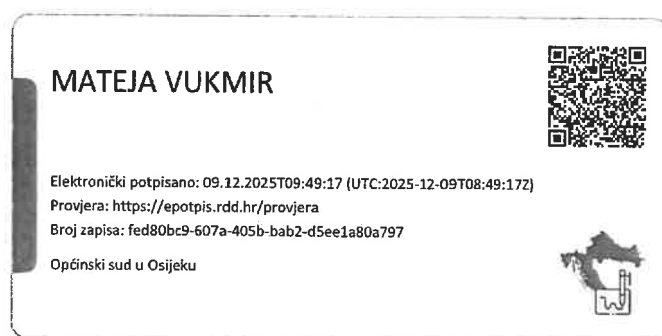 MATEJA VUKMIR
Elektronički potpisano: 09.12.2025T09:49:17 (UTC:2025-12-09T08:49:17Z)
Provjera: https://epotpis.rdd.hr/provjera
Broj zapisa: fed80bc9-607a-405b-bab2-d5ee1a80a797
Općinski sud u Osijeku